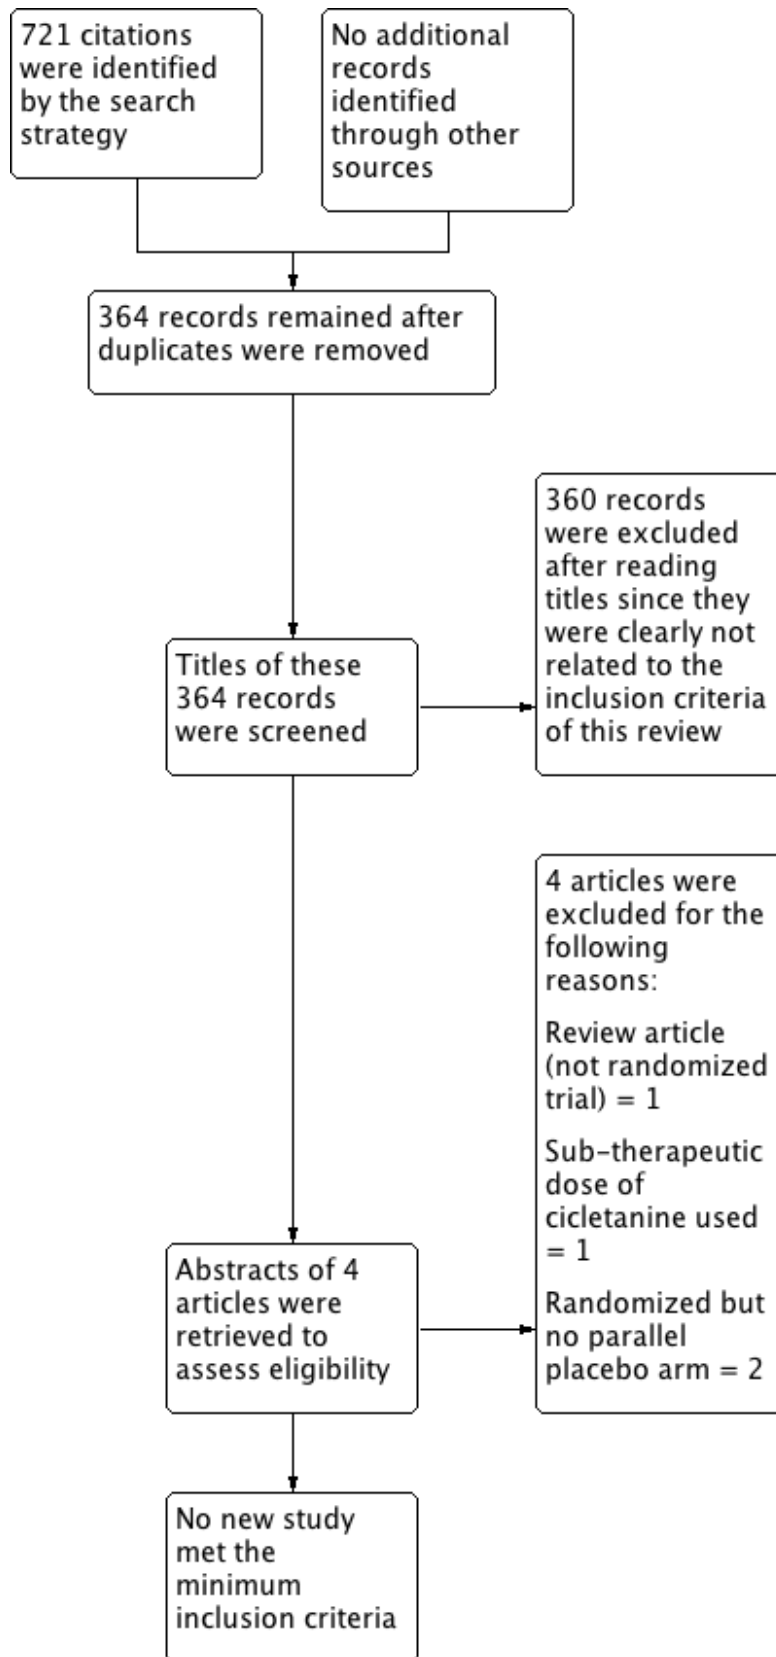 721 citations
were identified
by the search
strategy
No additional
records
identified
through other
sources
364 records remained after
duplicates were removed
360 records
were excluded
after reading
titles since they
were clearly not
related to the
inclusion criteria
of this review
Titles of these
364 records
were screened
4 articles were
excluded for the
following
reasons:
Review article
(not randomized
trial) = 1
Sub-therapeutic
dose of
cicletanine used
= 1
Randomized but
no parallel
placebo arm = 2
Abstracts of 4
articles were
retrieved to
assess eligibility
No new study
met the
minimum
inclusion criteria